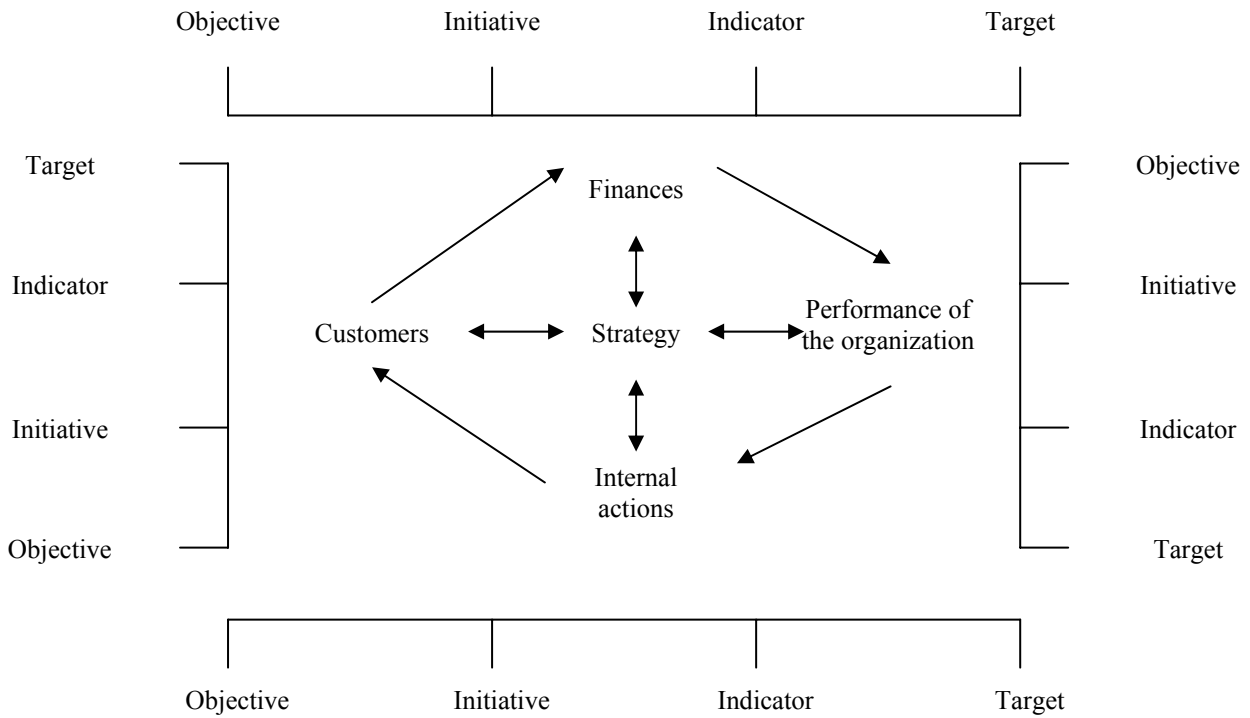 Objective
Initiative
Indicator
Target
Target
Objective
Finances
Indicator
Initiative
Customers
Strategy
Performance of
the organization
Initiative
Indicator
Internal
actions
Objective
Target
Objective
Initiative
Indicator
Target